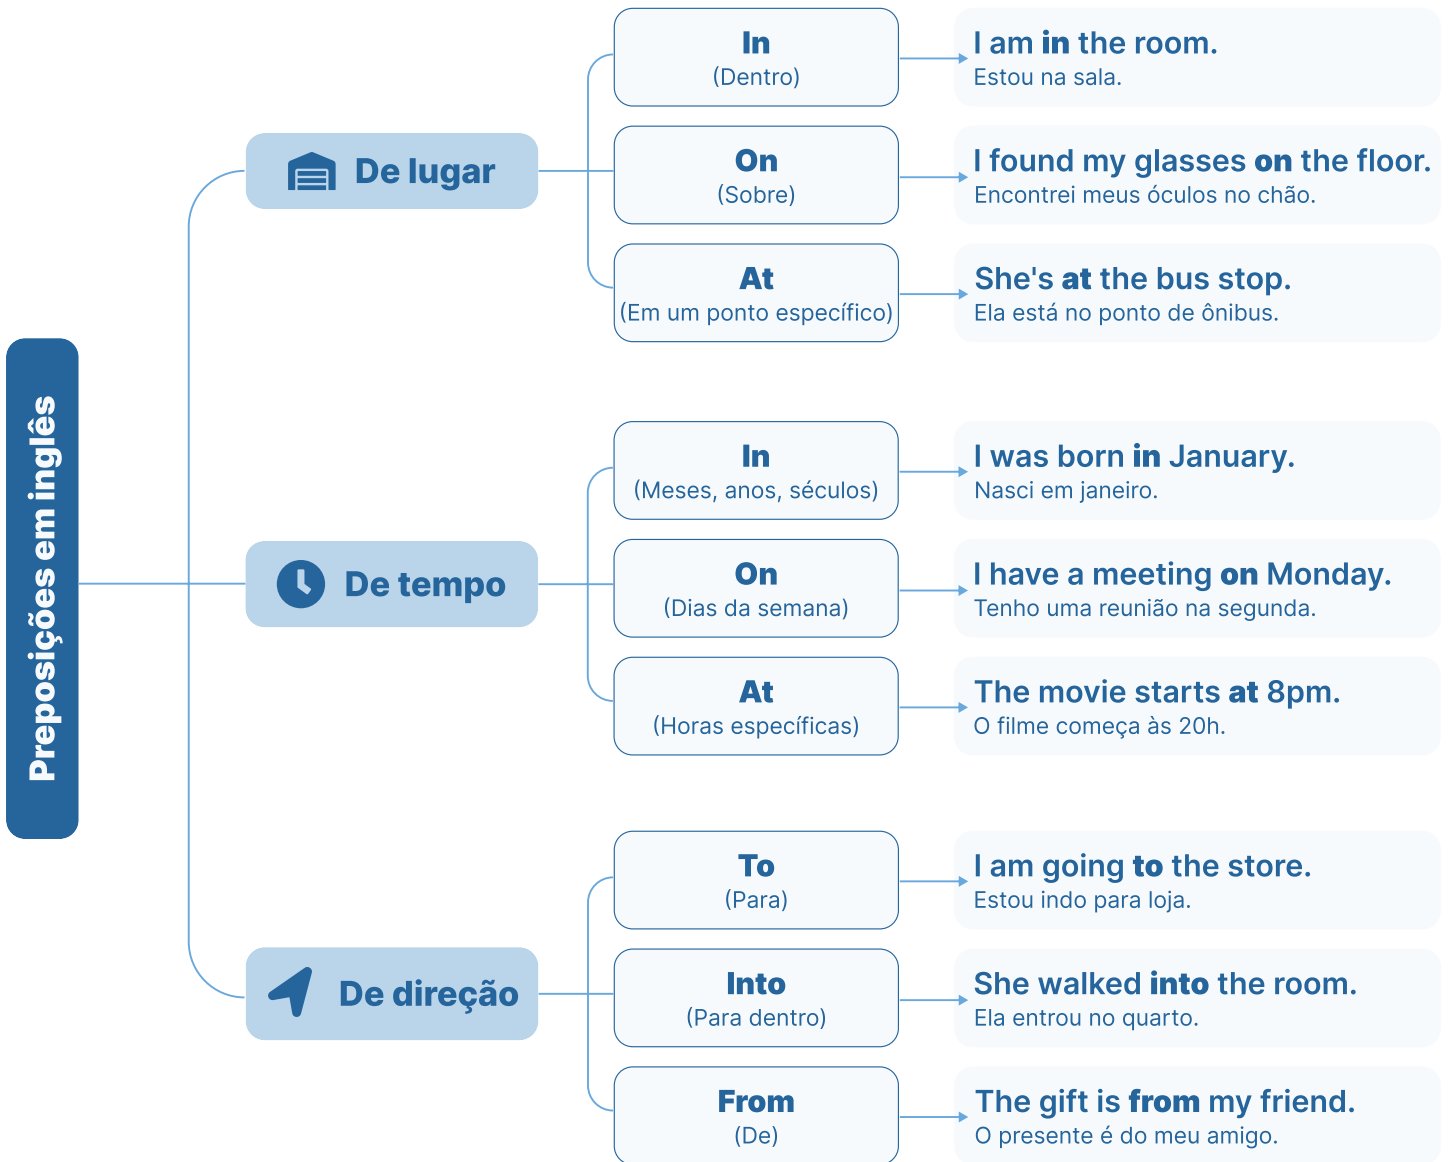 Preposições em inglês
De lugar
In
(Dentro)
I am in the room.
Estou na sala.
On
(Sobre)
I found my glasses on the floor.
Encontrei meus óculos no chão.
At
(Em um ponto específico)
She's at the bus stop.
Ela está no ponto de ônibus.
De tempo
In
(Meses, anos, séculos)
I was born in January.
Nasci em janeiro.
On
(Dias da semana)
I have a meeting on Monday.
Tenho uma reunião na segunda.
At
(Horas específicas)
The movie starts at 8pm.
O filme começa às 20h.
De direção
To
(Para)
I am going to the store.
Estou indo para loja.
Into
(Para dentro)
She walked into the room.
Ela entrou no quarto.
From
(De)
The gift is from my friend.
O presente é do meu amigo.